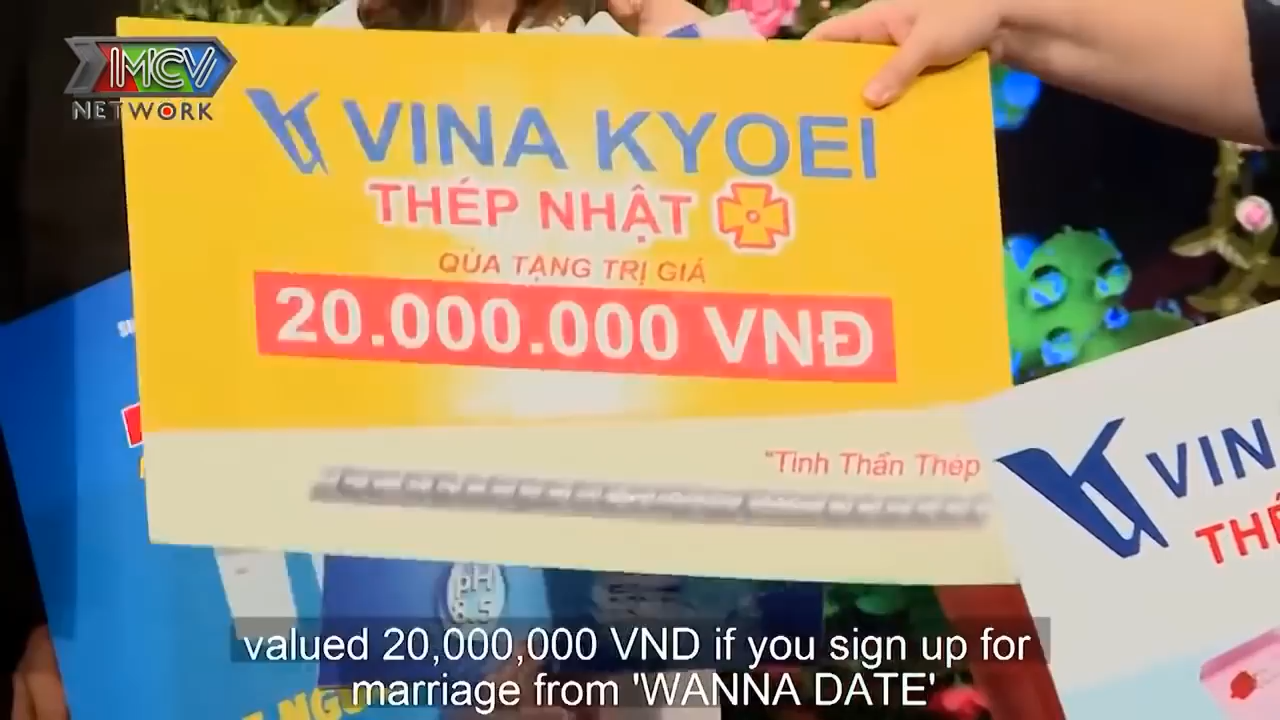 MCV
NETWORK
VINA KYOEI
THÉP NHẬT
QÙA TẶNG TRỊ GIÁ
20.000.000 VNĐ
"Tinh Thần Thép
VIN
THÉ
pH
8.5
NG
valued 20,000,000 VND if you sign up for
marriage from 'WANNA DATE'